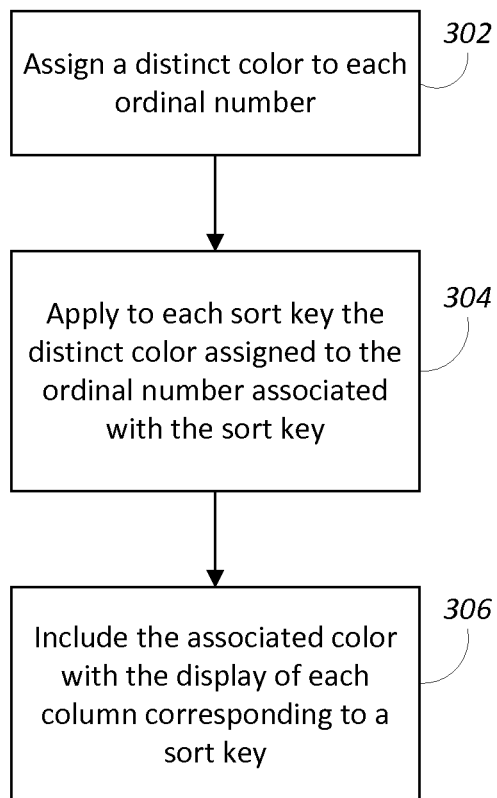 302
Assign a distinct color to each
ordinal number
304
Apply to each sort key the
distinct color assigned to the
ordinal number associated
with the sort key
306
Include the associated color
with the display of each
column corresponding to a
sort key